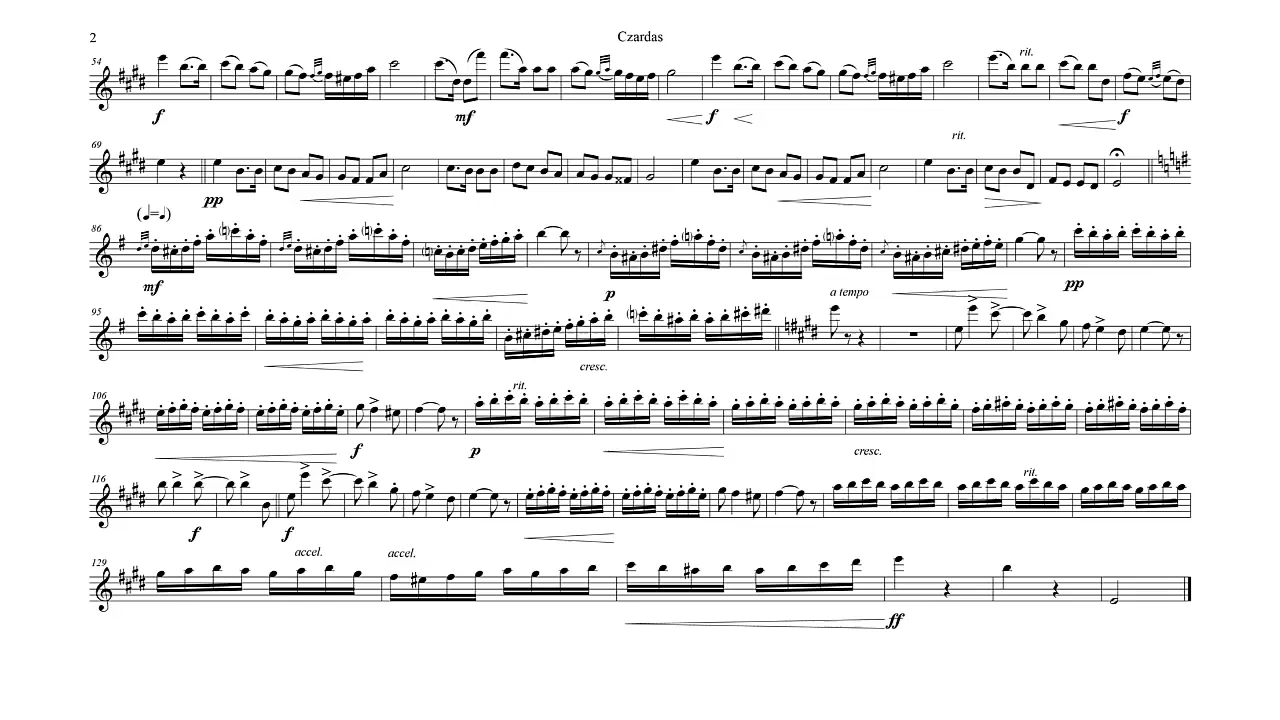 2
Czardas
54
rit.
f mf f f
69
rit.
pp
(♩=♩)
86
mf p pp
95
a tempo
cresc.
106
rit.
f p cresc.
116
rit.
f f
129
accel. accel.
ff